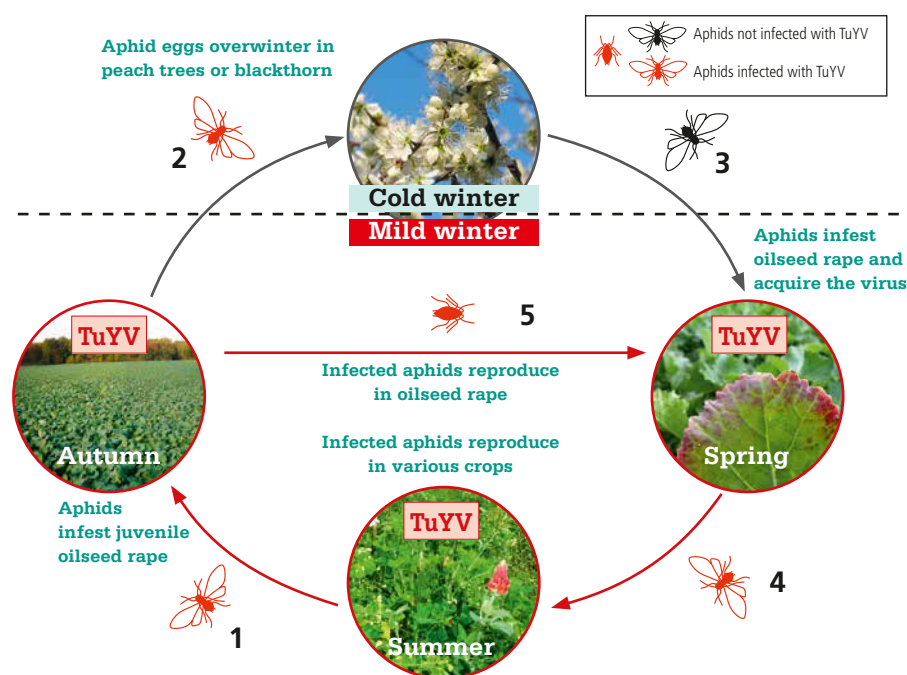 Aphid eggs overwinter in
peach trees or blackthorn
Aphids not infected with TuYV
Aphids infected with TuYV
2
3
Cold winter
Mild winter
Aphids infest
oilseed rape and
acquire the virus
5
TuYV
Autumn
Infected aphids reproduce
in oilseed rape
TuYV
Spring
Infected aphids reproduce
in various crops
Aphids
infest juvenile
oilseed rape
TuYV
Summer
1
4